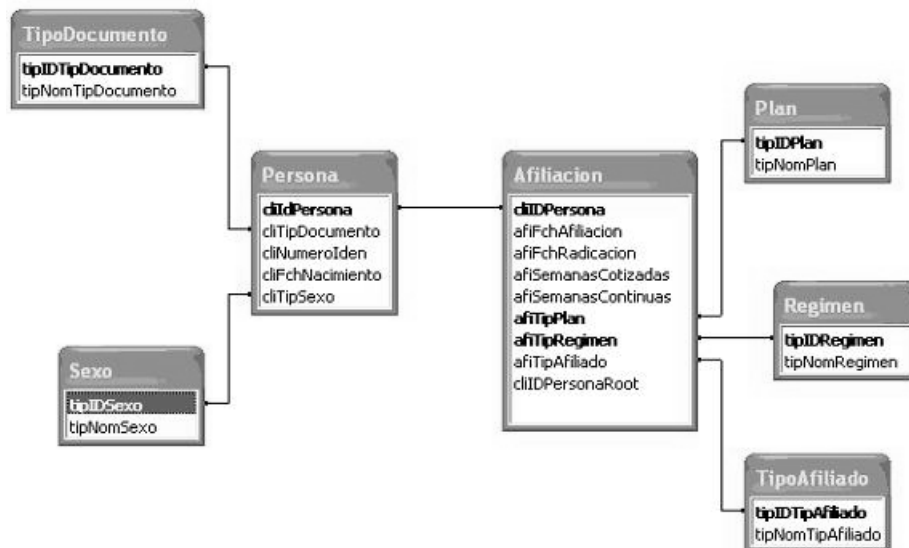 TipoDocumento
tipIDTipDocumento
tipNomTipDocumento
Persona
cliIdPersona
cliTipDocumento
cliNumeroIden
cliFchNacimiento
cliTipSexo
Sexo
tipIDSexo
tipNomSexo
Afiliacion
cliIDPersona
afiFchAfiliacion
afiFchRadicacion
afiSemanasCotizadas
afiSemanasContinuas
afiTipPlan
afiTipRegimen
afiTipAfiliado
cliIDPersonaRoot
Plan
tipIDPlan
tipNomPlan
Regimen
tipIDRegimen
tipNomRegimen
TipoAfiliado
tipIDTipAfiliado
tipNomTipAfiliado